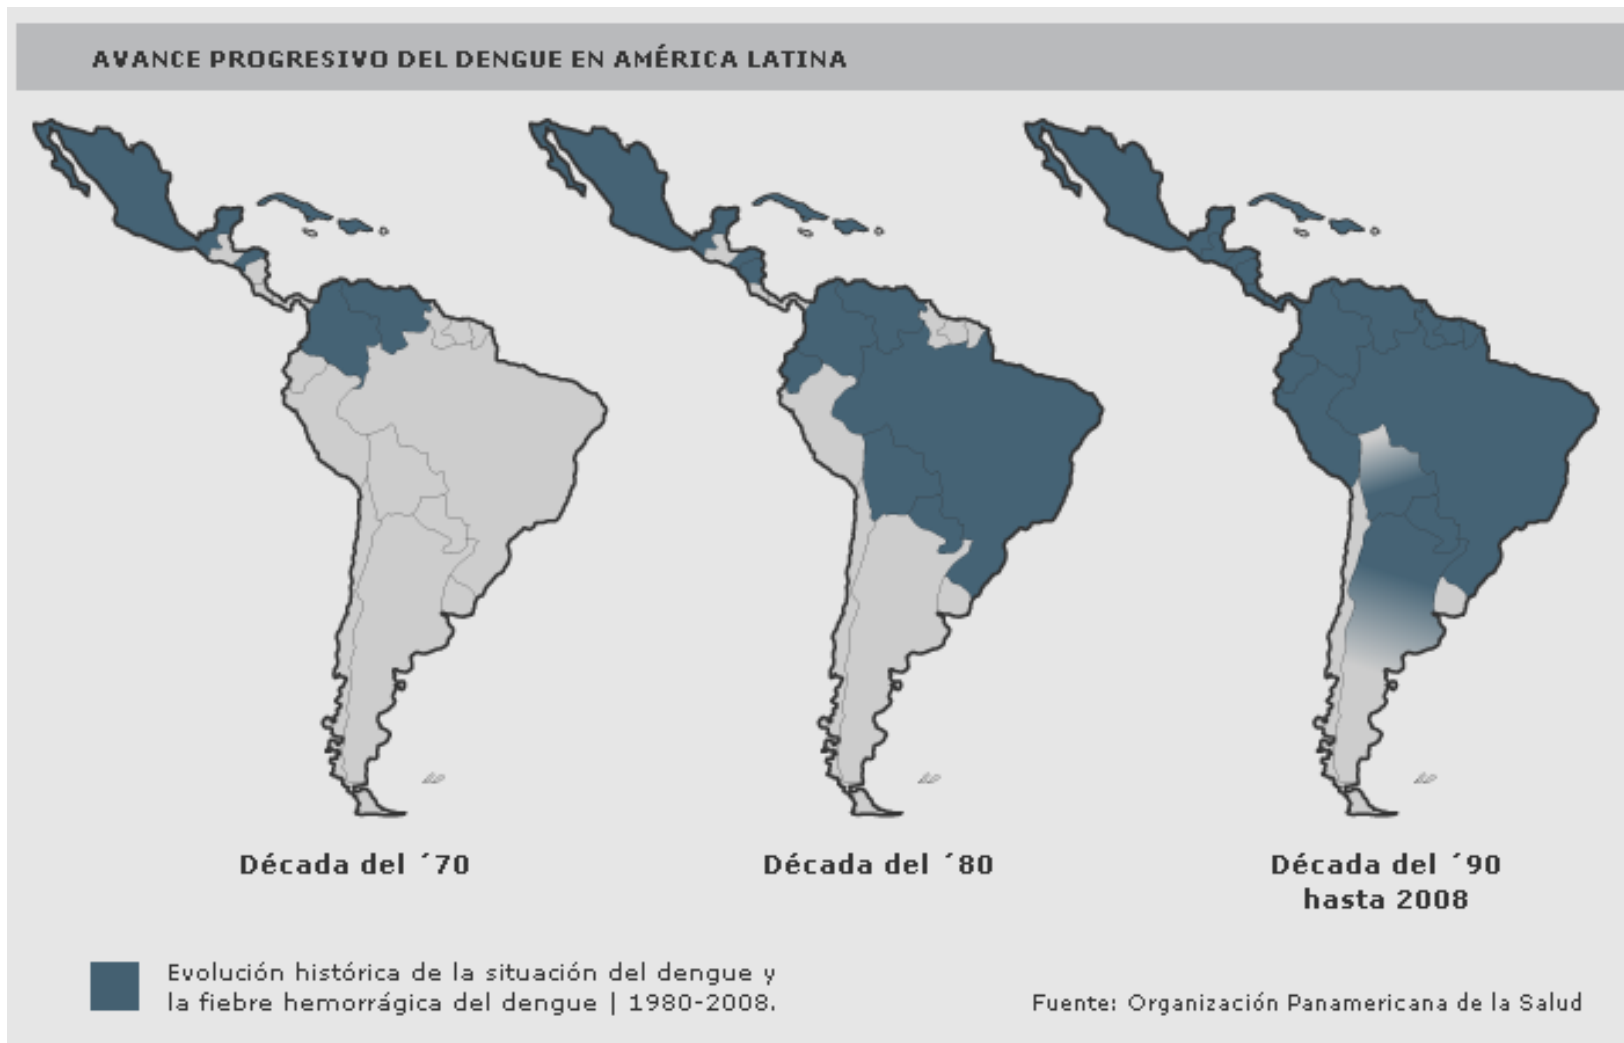 AVANCE PROGRESIVO DEL DENGUE EN AMÉRICA LATINA
Década del ´70
Década del ´80
Década del ´90
hasta 2008
Evolución histórica de la situación del dengue y
la fiebre hemorrágica del dengue | 1980-2008.
Fuente: Organización Panamericana de la Salud